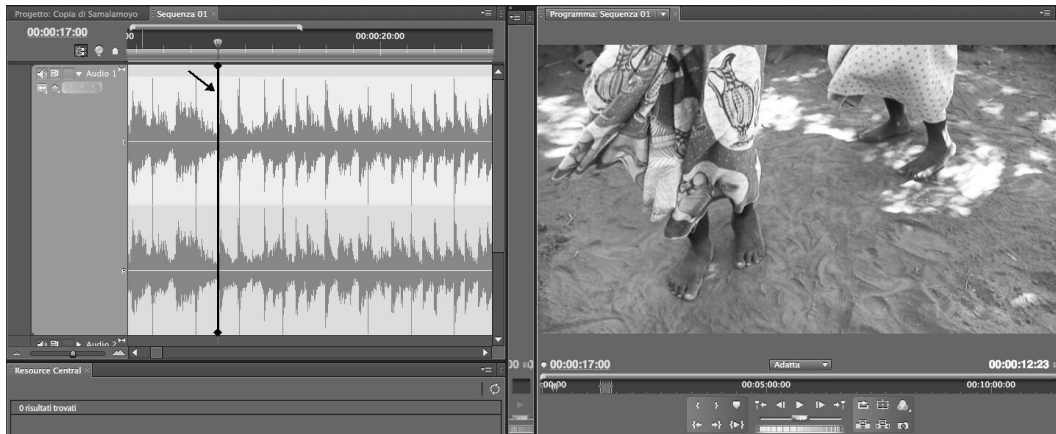 Progetto: Copia di Samalamoyo
Sequenza 01
00:00:17:00
00:00:20:00
Audio 1
L
R
Audio 2
Resource Central
0 risultati trovati
Programma: Sequenza 01
00:00:17:00
Adatta
00:00:12:23
00:05:00:00
00:10:00:00